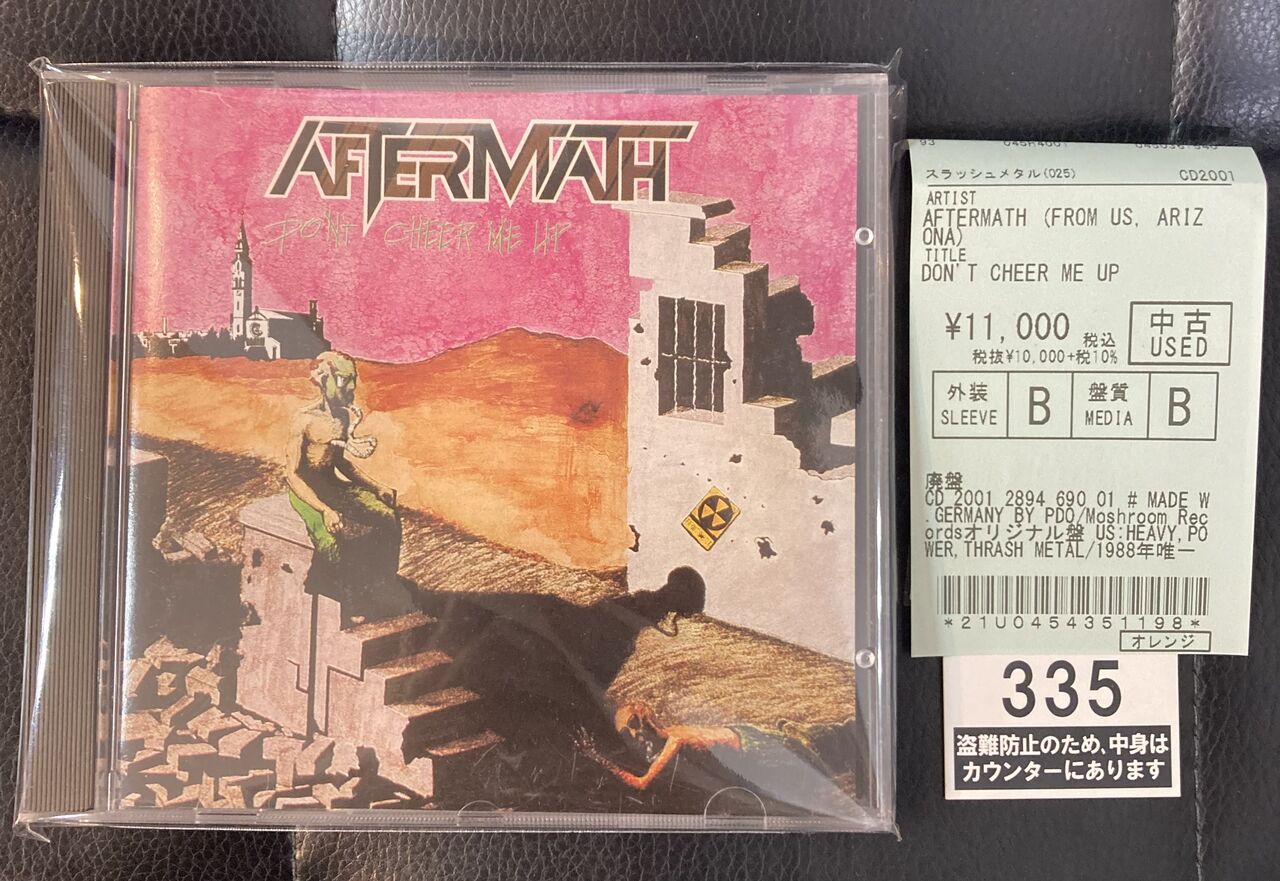 AFTERMATH
DON'T CHEER ME UP
スラッシュメタル(025) CD2001
ARTIST
AFTERMATH (FROM US, ARIZ
ONA)
TITLE
DON'T CHEER ME UP
¥11,000 税込
税抜¥10,000+税10%
中古
USED
外装
SLEEVE
B
盤質
MEDIA
B
廃盤
CD 2001 2894 690 01 # MADE W
.GERMANY BY PDO/Moshroom Rec
ordsオリジナル盤 US:HEAVY,PO
WER,THRASH METAL/1988年唯一
*21U0454351198*
オレンジ
335
盗難防止のため、中身は
カウンターにあります